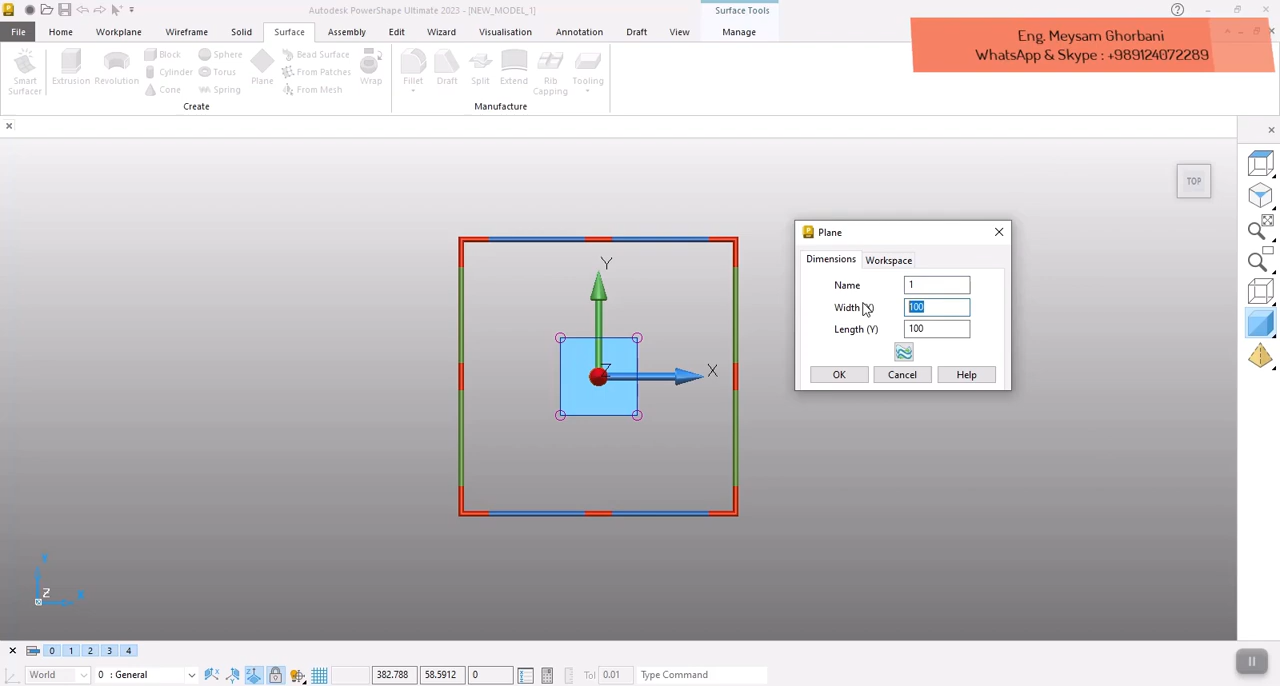 Autodesk PowerShape Ultimate 2023 - [NEW_MODEL_1]
Surface Tools
File
Home
Workplane
Wireframe
Solid
Surface
Assembly
Edit
Wizard
Visualisation
Annotation
Draft
View
Manage
Eng. Meysam Ghorbani
WhatsApp & Skype : +989124672289
Smart Surfacer
Extrusion
Revolution
Block
Cylinder
Cone
Sphere
Torus
Spring
Plane
Bead Surface
From Patches
From Mesh
Wrap
Fillet
Draft
Split
Extend
Rib Capping
Tooling
Create
Manufacture
TOP
Y
X
Z
Plane
Dimensions
Workspace
Name 1
Width (X) 100
Length (Y) 100
OK
Cancel
Help
Z
0 1 2 3 4
World
0 : General
382.788
58.5912
0
Tol 0.01
Type Command